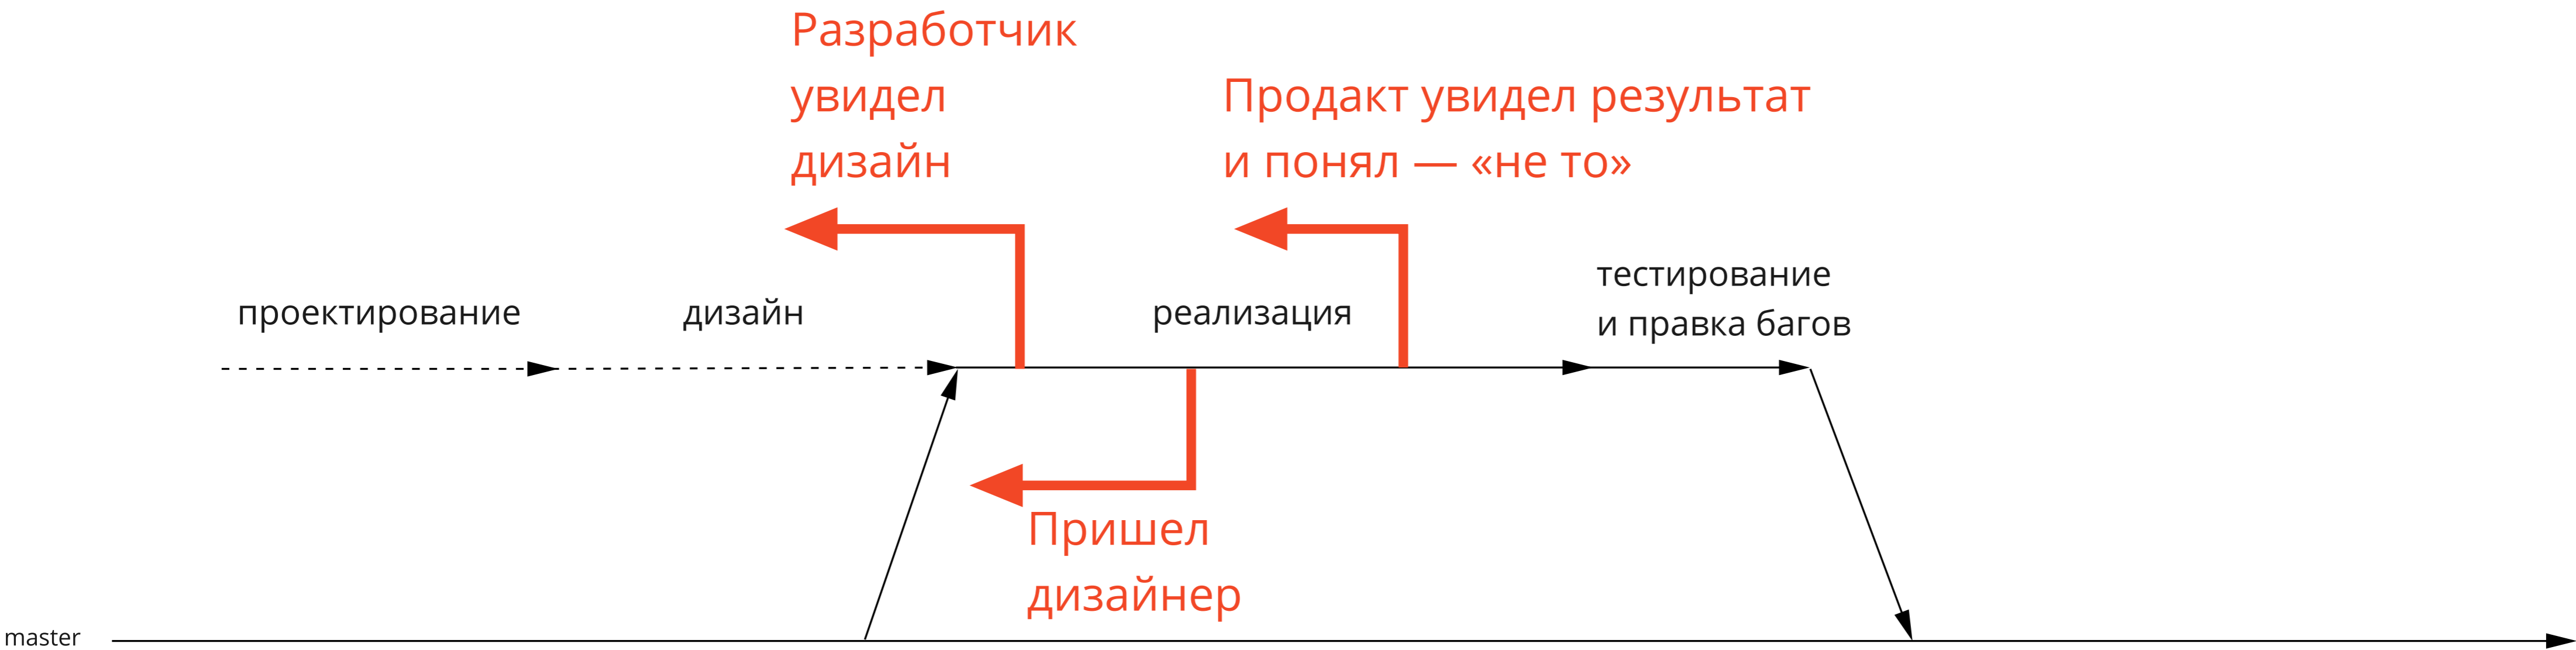 Разработчик
увидел
дизайн
Продакт увидел результат
и понял — «не то»
проектирование
дизайн
реализация
тестирование
и правка багов
Пришел
дизайнер
master